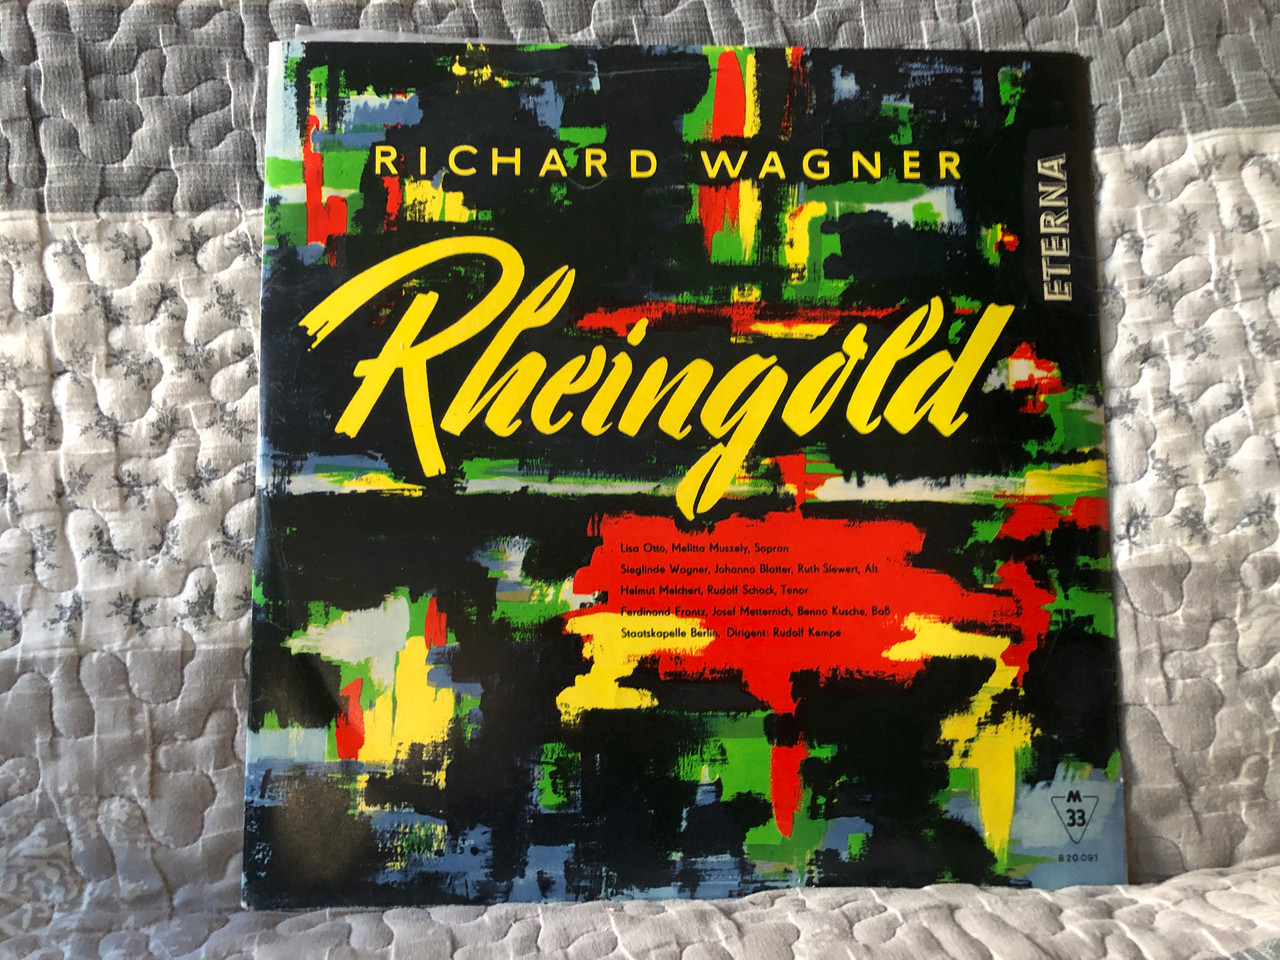 RICHARD WAGNER
ETERNA
Rheingold
Lisa Otto, Melitta Muszely, Sopran
Sieglinde Wagner, Johanna Blatter, Ruth Siewert, Alt
Helmut Melchert, Rudolf Schock, Tenor
Ferdinand Frantz, Josef Metternich, Benno Kusche, Baß
Staatskapelle Berlin, Dirigent: Rudolf Kempe
M
33
820091